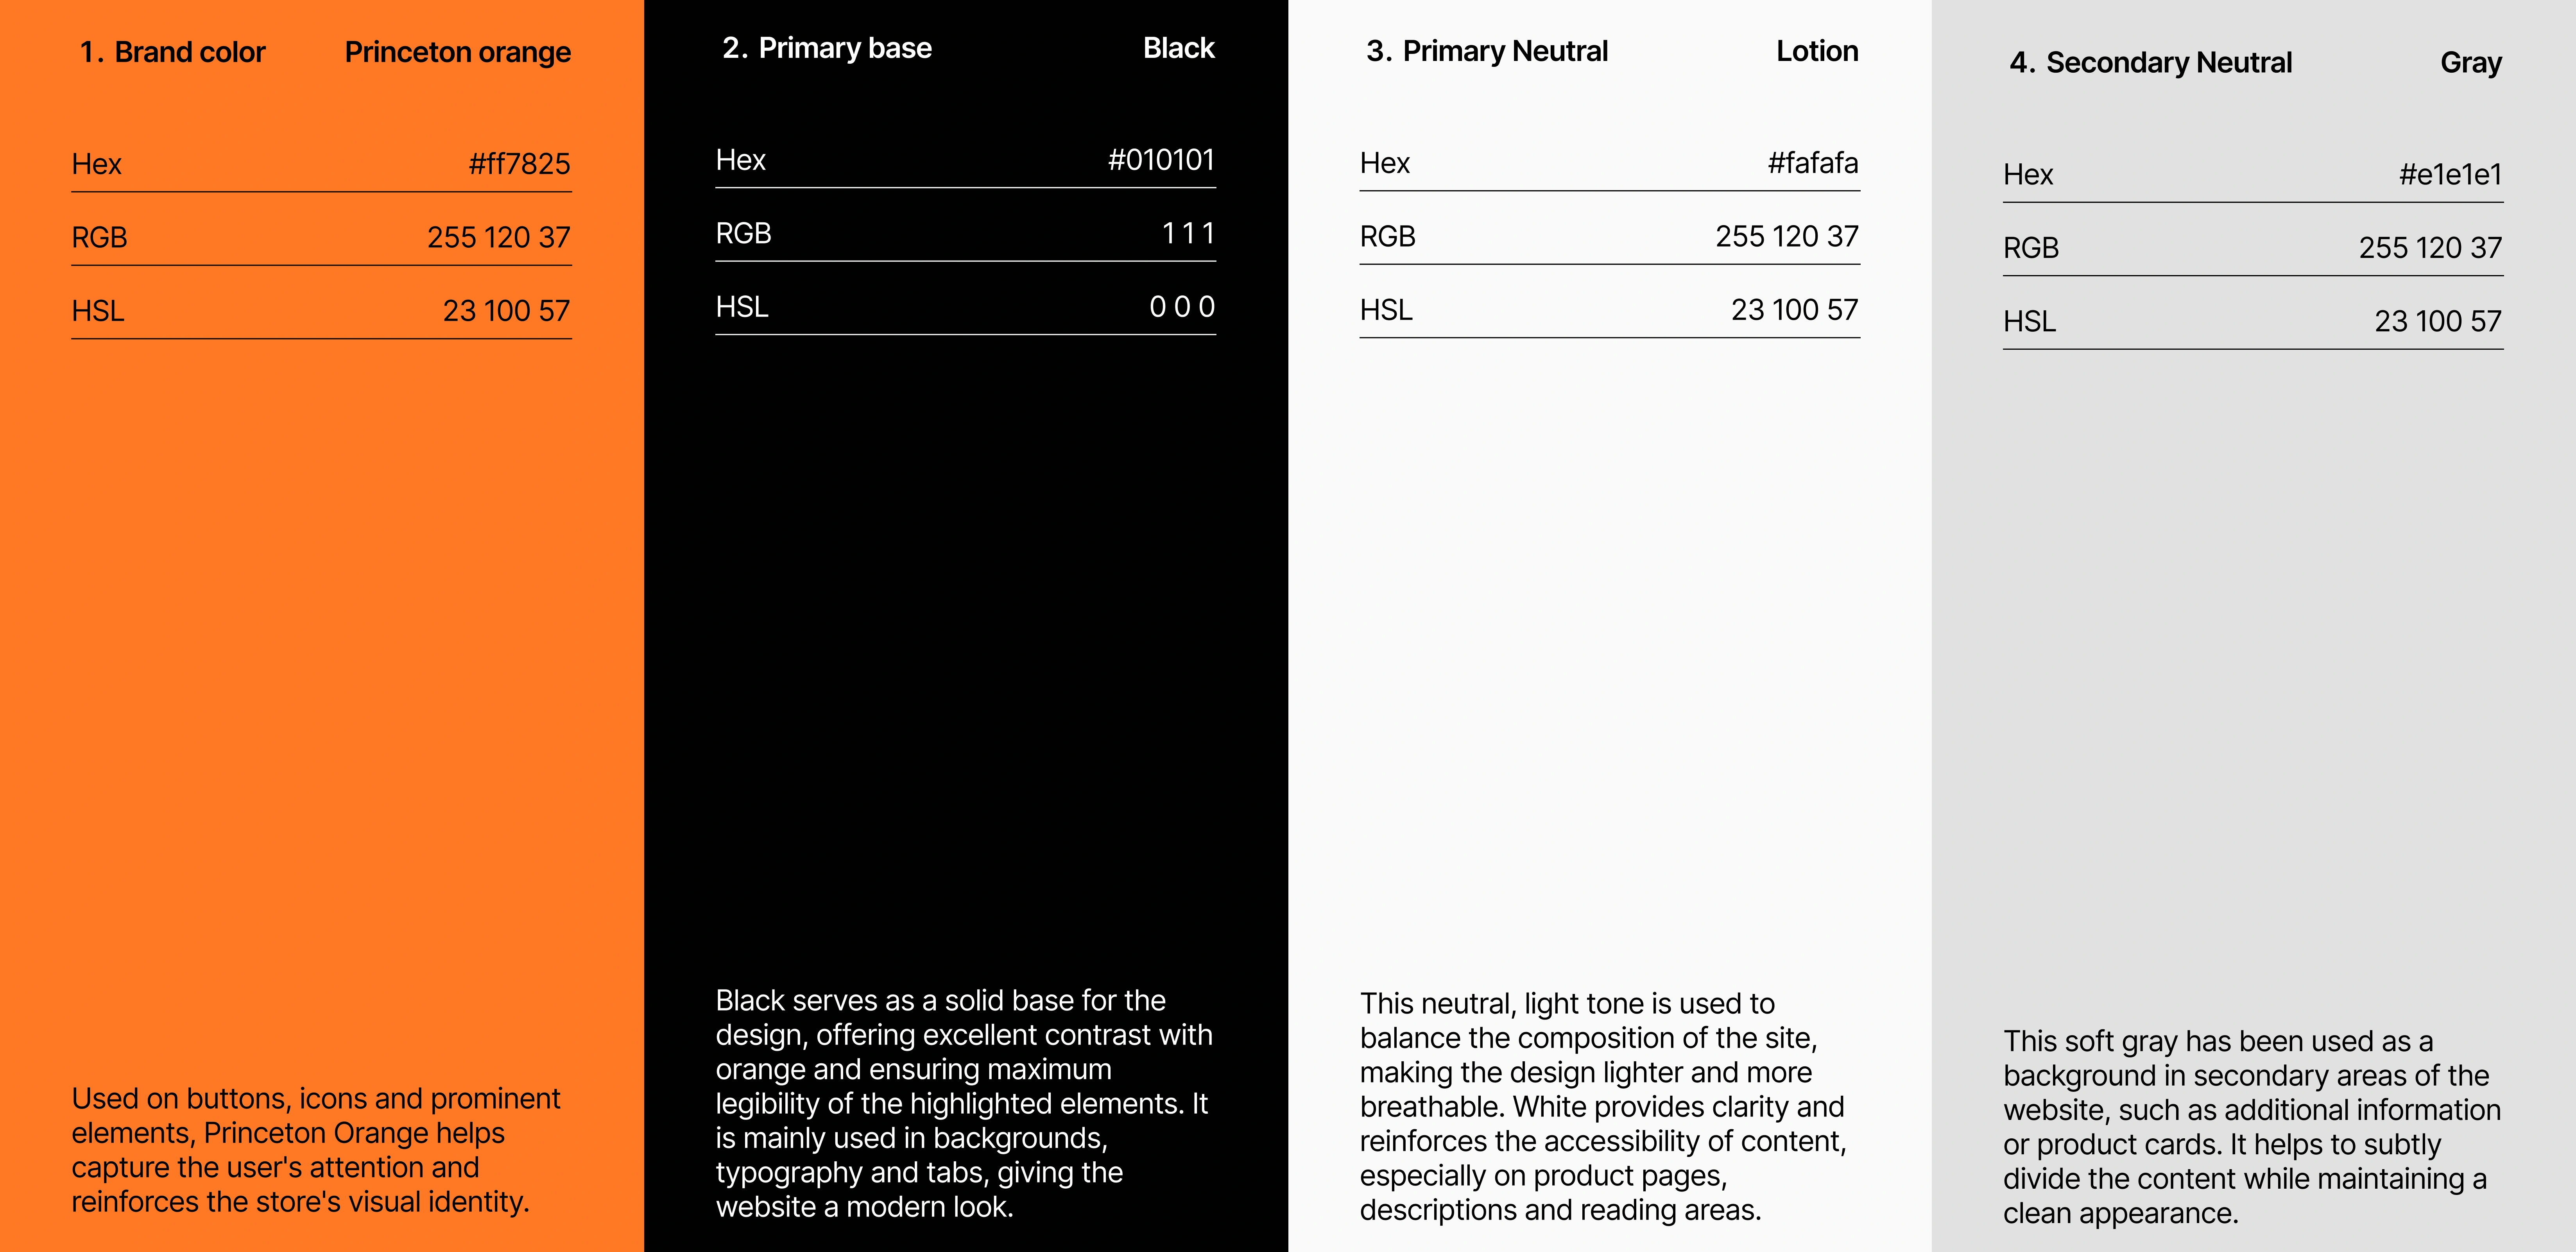 1. Brand color Princeton orange
Hex #ff7825
RGB 255 120 37
HSL 23 100 57
Used on buttons, icons and prominent
elements, Princeton Orange helps
capture the user's attention and
reinforces the store's visual identity.
2. Primary base Black
Hex #010101
RGB 1 1 1
HSL 0 0 0
Black serves as a solid base for the
design, offering excellent contrast with
orange and ensuring maximum
legibility of the highlighted elements. It
is mainly used in backgrounds,
typography and tabs, giving the
website a modern look.
3. Primary Neutral Lotion
Hex #fafafa
RGB 255 120 37
HSL 23 100 57
This neutral, light tone is used to
balance the composition of the site,
making the design lighter and more
breathable. White provides clarity and
reinforces the accessibility of content,
especially on product pages,
descriptions and reading areas.
4. Secondary Neutral Gray
Hex #e1e1e1
RGB 255 120 37
HSL 23 100 57
This soft gray has been used as a
background in secondary areas of the
website, such as additional information
or product cards. It helps to subtly
divide the content while maintaining a
clean appearance.